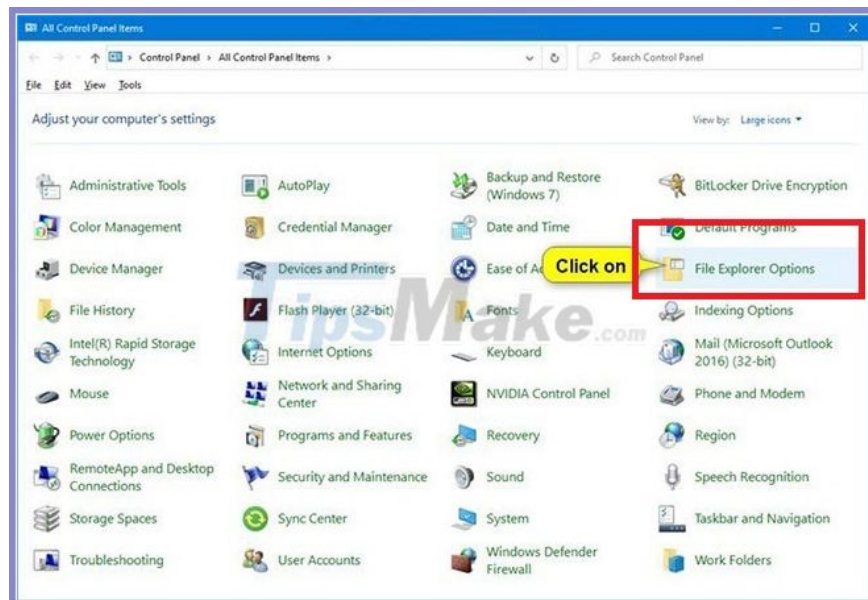 All Control Panel Items
Control Panel › All Control Panel Items ›
Search Control Panel
File Edit View Tools
Adjust your computer's settings
View by: Large icons
Administrative Tools
AutoPlay
Backup and Restore
(Windows 7)
BitLocker Drive Encryption
Color Management
Credential Manager
Date and Time
Default Programs
Device Manager
Devices and Printers
Ease of A
Click on
File Explorer Options
File History
Flash Player (32-bit)
Fonts
Indexing Options
TipsMake.com
Intel(R) Rapid Storage
Technology
Internet Options
Keyboard
Mail (Microsoft Outlook
2016) (32-bit)
Mouse
Network and Sharing
Center
NVIDIA Control Panel
Phone and Modem
Power Options
Programs and Features
Recovery
Region
RemoteApp and Desktop
Connections
Security and Maintenance
Sound
Speech Recognition
Storage Spaces
Sync Center
System
Taskbar and Navigation
Troubleshooting
User Accounts
Windows Defender
Firewall
Work Folders